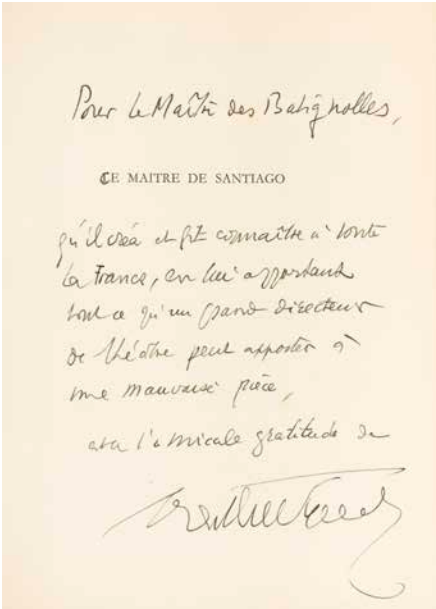 Pour le Maître des Batignolles,
CE MAITRE DE SANTIAGO
qu'il créa et fit connaître à toute
la France, en lui apportant
tout ce qu'un grand directeur
de théâtre peut apporter à
une mauvaise pièce,
avec l'amicale gratitude de